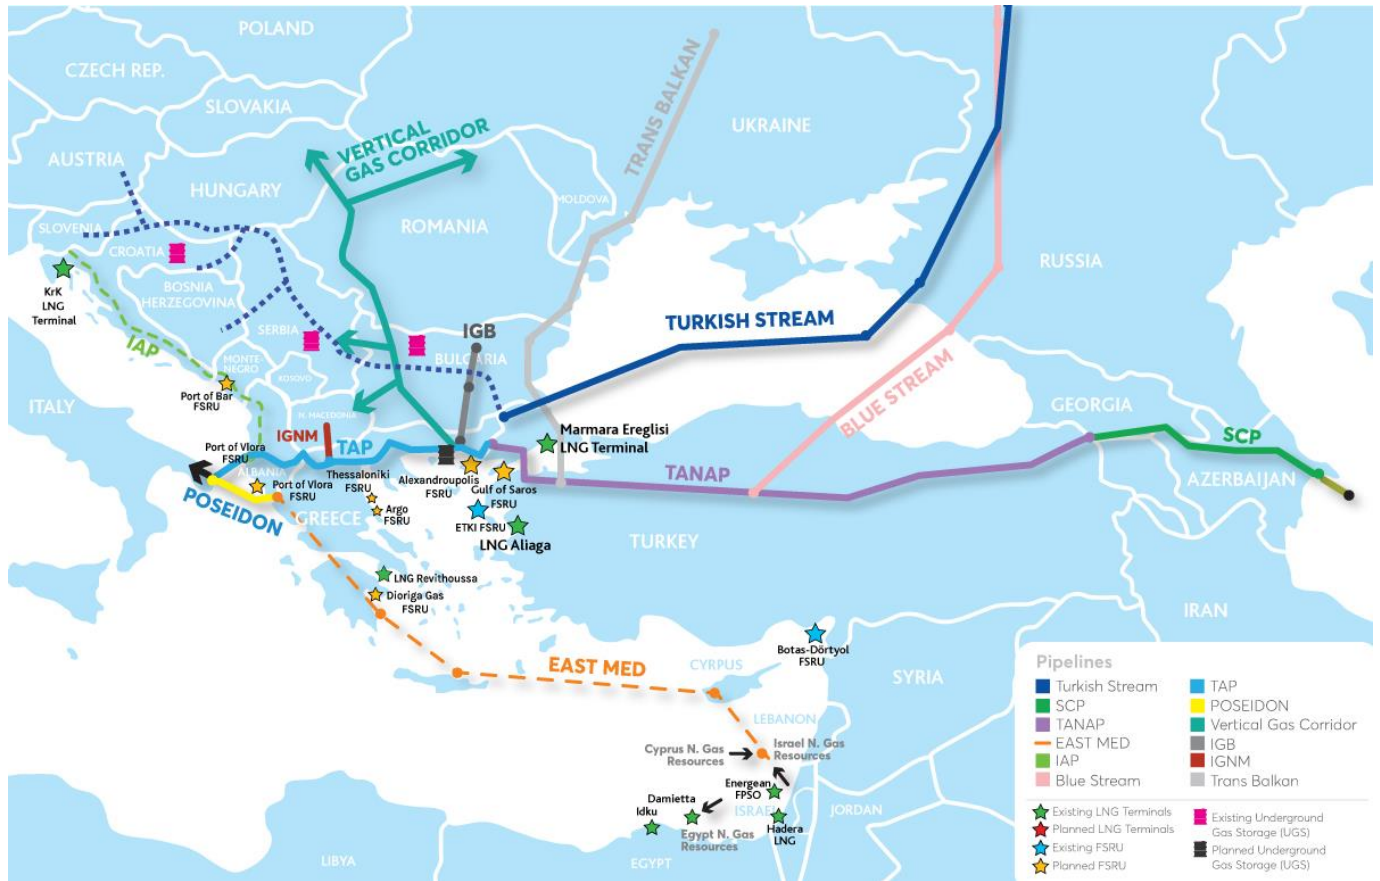 POLAND
CZECH REP.
SLOVAKIA
UKRAINE
AUSTRIA
VERTICAL
GAS CORRIDOR
TRANS BALKAN
HUNGARY
MOLDOVA
ROMANIA
SLOVENIA
CROATIA
RUSSIA
BOSNIA
HERZEGOVINA
KrK
LNG
Terminal
SERBIA
TURKISH STREAM
IAP
IGB
BULGARIA
MONTE-
NEGRO
KOSOVO
BLUE STREAM
Port of Bar
FSRU
ITALY
GEORGIA
N. MACEDONIA
IGNM
TAP
Marmara Ereglisi
LNG Terminal
SCP
Port of Vlora
FSRU
ALBANIA
Port of Vlora
FSRU
Thessaloniki
FSRU
Alexandroupolis
FSRU
Gulf of Saros
FSRU
TANAP
AZERBAIJAN
POSEIDON
GREECE
Argo
FSRU
ETKI FSRU
LNG Aliaga
TURKEY
LNG Revithoussa
Dioriga Gas
FSRU
IRAN
Botas-Dörtyol
FSRU
EAST MED
CYRPUS
SYRIA
LEBANON
Cyprus N. Gas
Resources
Israel N. Gas
Resources
Energean
FPSO
Damietta
Idku
ISRAEL
JORDAN
Hadera
LNG
Egypt N. Gas
Resources
LIBYA
EGYPT
Pipelines
Turkish Stream
SCP
TANAP
EAST MED
IAP
Blue Stream
TAP
POSEIDON
Vertical Gas Corridor
IGB
IGNM
Trans Balkan
Existing LNG Terminals
Planned LNG Terminals
Existing FSRU
Planned FSRU
Existing Underground
Gas Storage (UGS)
Planned Underground
Gas Storage (UGS)